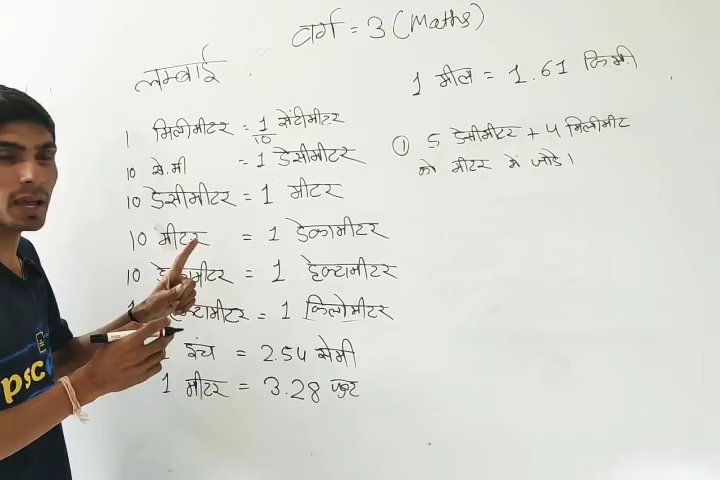 वर्ग = 3 (Maths)
लम्बाई
1 मिलीमीटर = 1/10 सेंटीमीटर
10 से.मी = 1 डेसीमीटर
10 डेसीमीटर = 1 मीटर
10 मीटर = 1 डेकामीटर
10 डेकामीटर = 1 हेक्टामीटर
हेक्टामीटर = 1 किलोमीटर
1 इंच = 2.54 सेमी
1 मीटर = 3.28 फुट
1 मील = 1.61 किमी
① 5 डेसीमीटर + 4 मिलीमीट
को मीटर मे जोडे।
psc